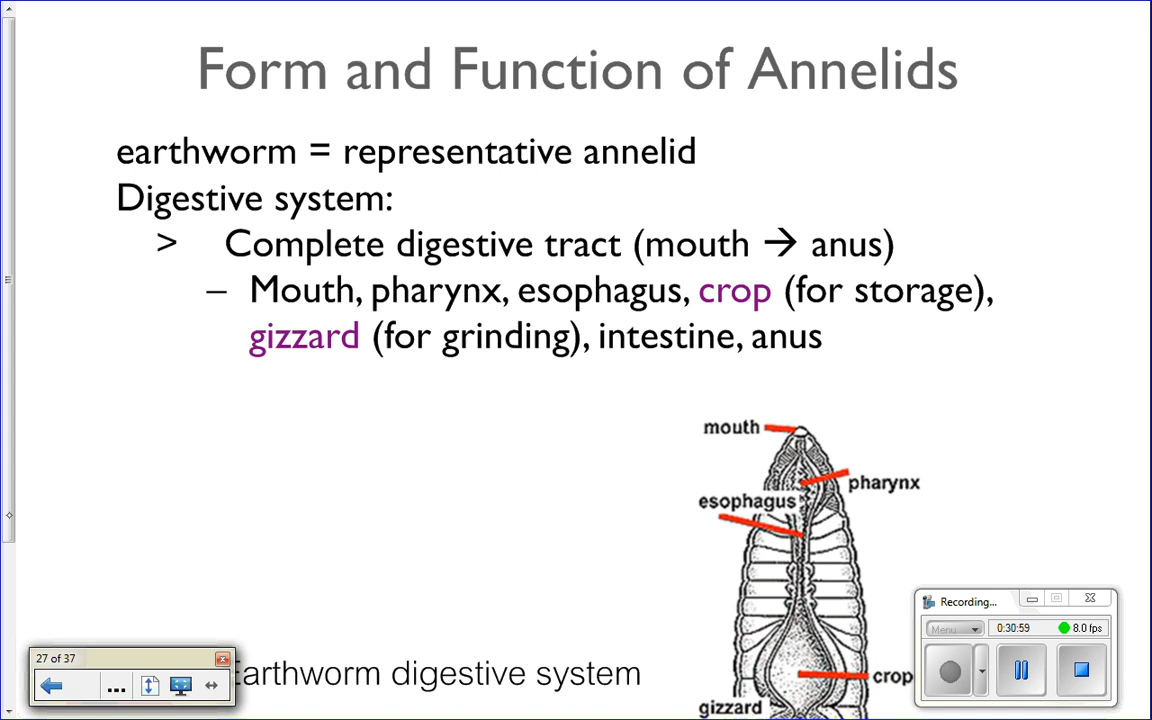 Form and Function of Annelids
earthworm = representative annelid
Digestive system:
> Complete digestive tract (mouth → anus)
– Mouth, pharynx, esophagus, crop (for storage),
gizzard (for grinding), intestine, anus
mouth
pharynx
esophagus
crop
gizzard
Earthworm digestive system
27 of 37
Recording...
Menu
0:30:59
8.0 fps